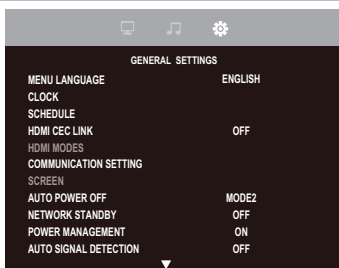 GENERAL SETTINGS
MENU LANGUAGE ENGLISH
CLOCK
SCHEDULE
HDMI CEC LINK OFF
HDMI MODES
COMMUNICATION SETTING
SCREEN
AUTO POWER OFF MODE2
NETWORK STANDBY OFF
POWER MANAGEMENT ON
AUTO SIGNAL DETECTION OFF